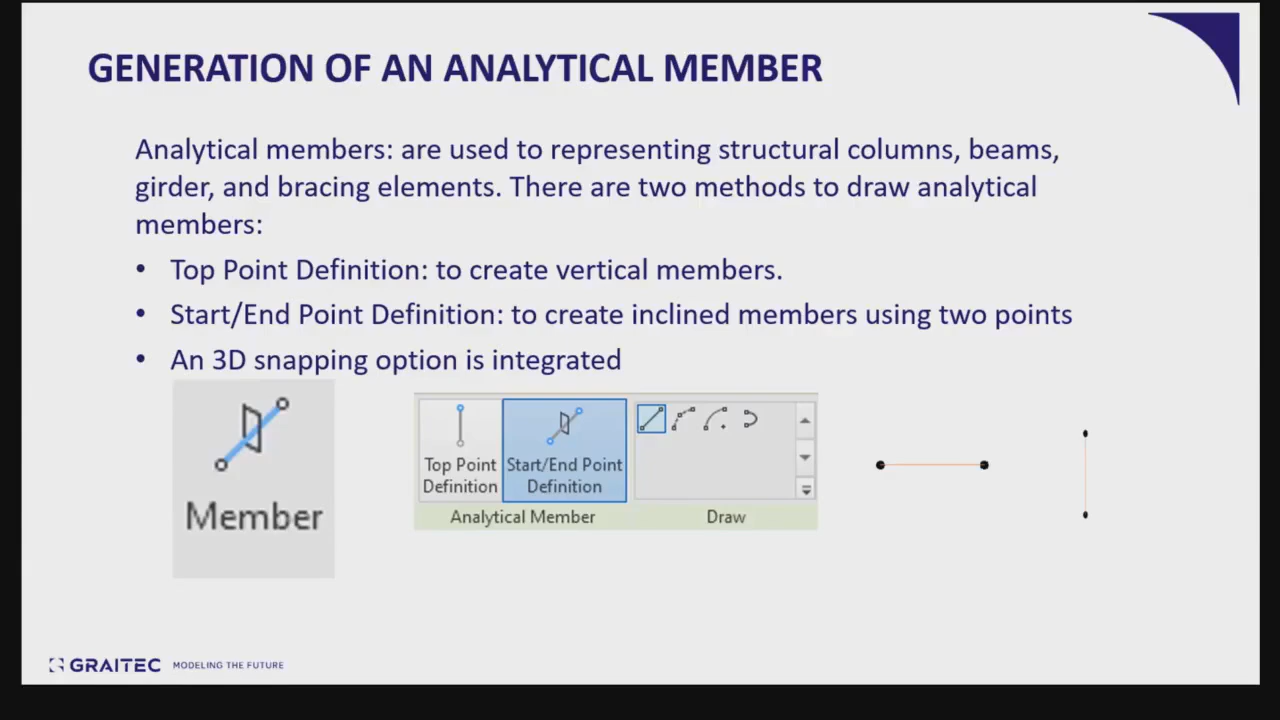 GENERATION OF AN ANALYTICAL MEMBER
Analytical members: are used to representing structural columns, beams,
girder, and bracing elements. There are two methods to draw analytical
members:
• Top Point Definition: to create vertical members.
• Start/End Point Definition: to create inclined members using two points
• An 3D snapping option is integrated
Member
Top Point
Definition
Start/End Point
Definition
Analytical Member
Draw
GRAITEC MODELING THE FUTURE